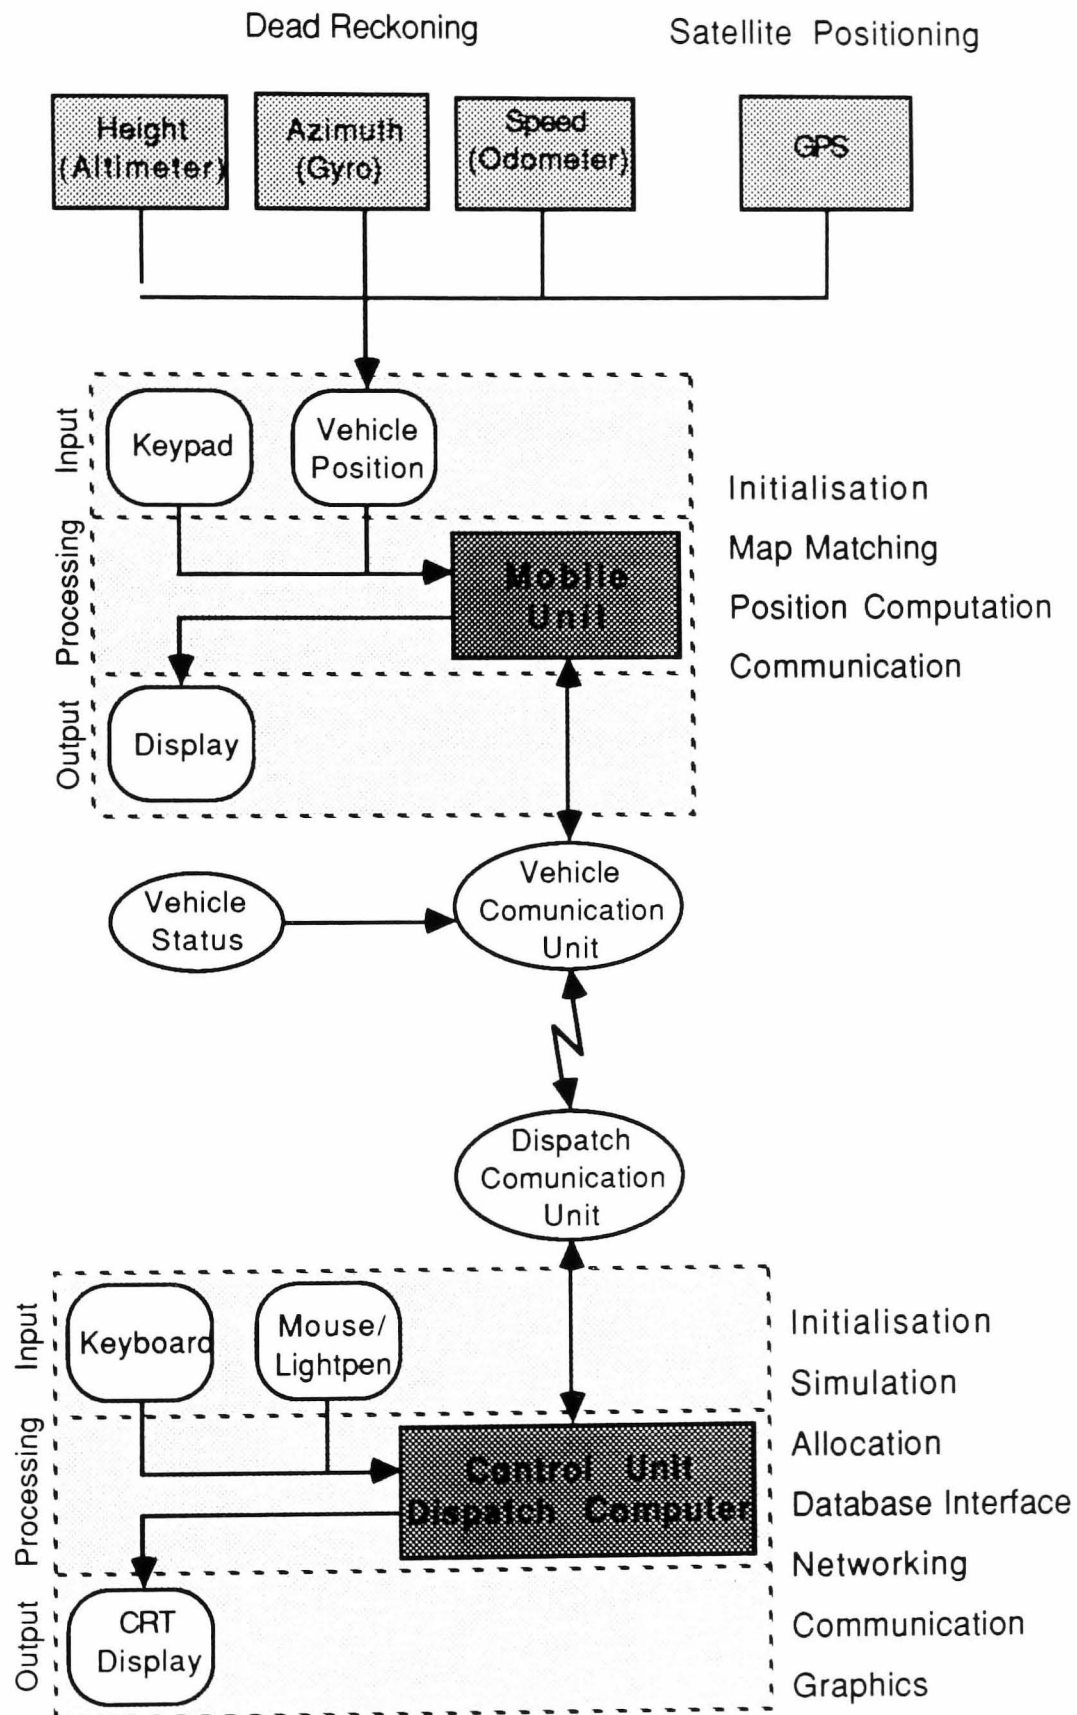 Dead Reckoning
Satellite Positioning
Height
(Altimeter)
Azimuth
(Gyro)
Speed
(Odometer)
GPS
Input
Keypad
Vehicle
Position
Processing
Mobile
Unit
Output
Display
Initialisation
Map Matching
Position Computation
Communication
Vehicle
Status
Vehicle
Comunication
Unit
Dispatch
Comunication
Unit
Input
Keyboard
Mouse/
Lightpen
Processing
Control Unit
Dispatch Computer
Output
CRT
Display
Initialisation
Simulation
Allocation
Database Interface
Networking
Communication
Graphics